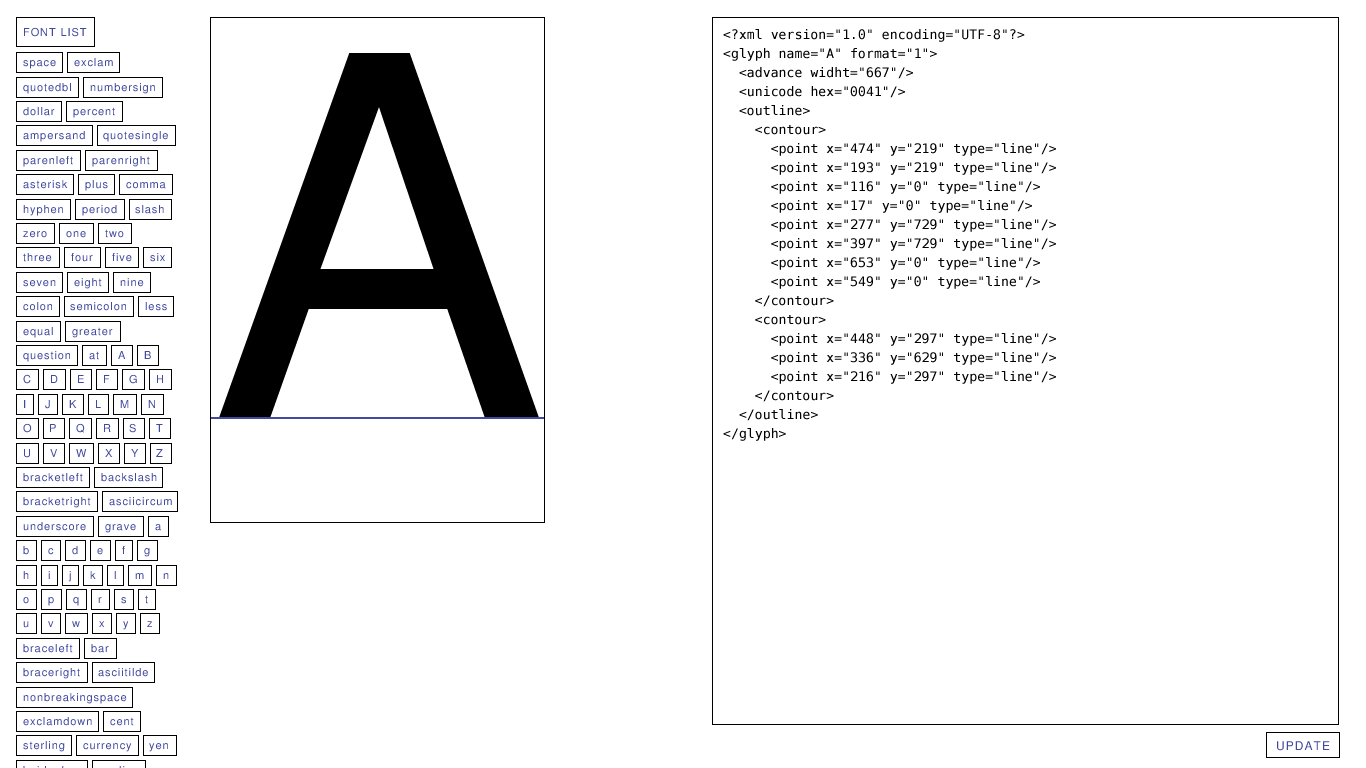 FONT LIST
space exclam
quotedbl numbersign
dollar percent
ampersand quotesingle
parenleft parenright
asterisk plus comma
hyphen period slash
zero one two
three four five six
seven eight nine
colon semicolon less
equal greater
question at A B
C D E F G H
I J K L M N
O P Q R S T
U V W X Y Z
bracketleft backslash
bracketright asciicircum
underscore grave a
b c d e f g
h i j k l m n
o p q r s t
u v w x y z
braceleft bar
braceright asciitilde
nonbreakingspace
exclamdown cent
sterling currency yen
A
<?xml version="1.0" encoding="UTF-8"?>
<glyph name="A" format="1">
  <advance widht="667"/>
  <unicode hex="0041"/>
  <outline>
    <contour>
      <point x="474" y="219" type="line"/>
      <point x="193" y="219" type="line"/>
      <point x="116" y="0" type="line"/>
      <point x="17" y="0" type="line"/>
      <point x="277" y="729" type="line"/>
      <point x="397" y="729" type="line"/>
      <point x="653" y="0" type="line"/>
      <point x="549" y="0" type="line"/>
    </contour>
    <contour>
      <point x="448" y="297" type="line"/>
      <point x="336" y="629" type="line"/>
      <point x="216" y="297" type="line"/>
    </contour>
  </outline>
</glyph>
UPDATE